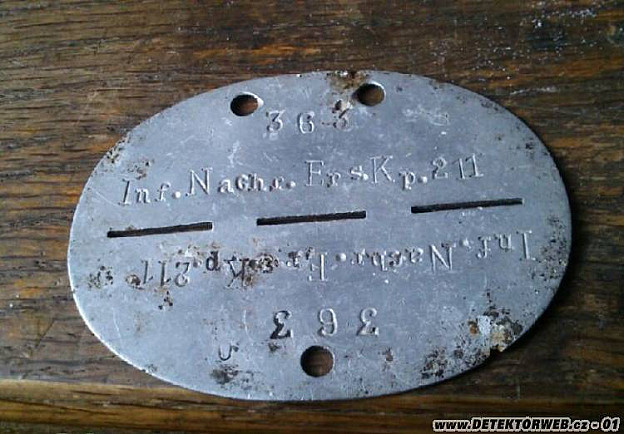 363
Inf.Nachr.Ers.Kp.211
Inf.Nachr.Ers.Kp.211
363
www.DETEKTORWEB.cz - 01